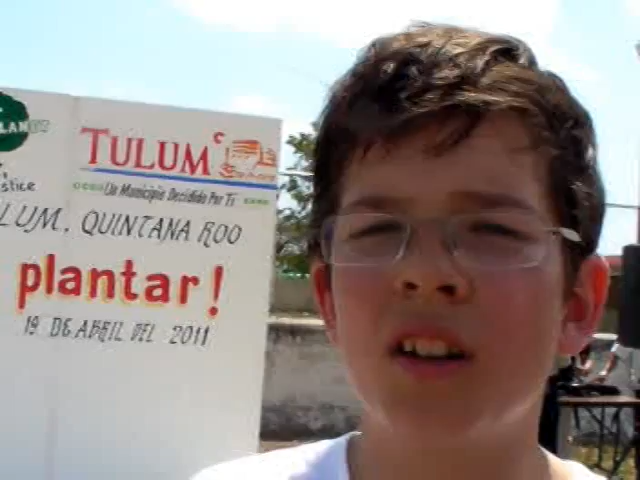 TULUM
Un Municipio Decidido Por Ti
LUM, QUINTANA ROO
plantar!
19 DE ABRIL DEL 2011